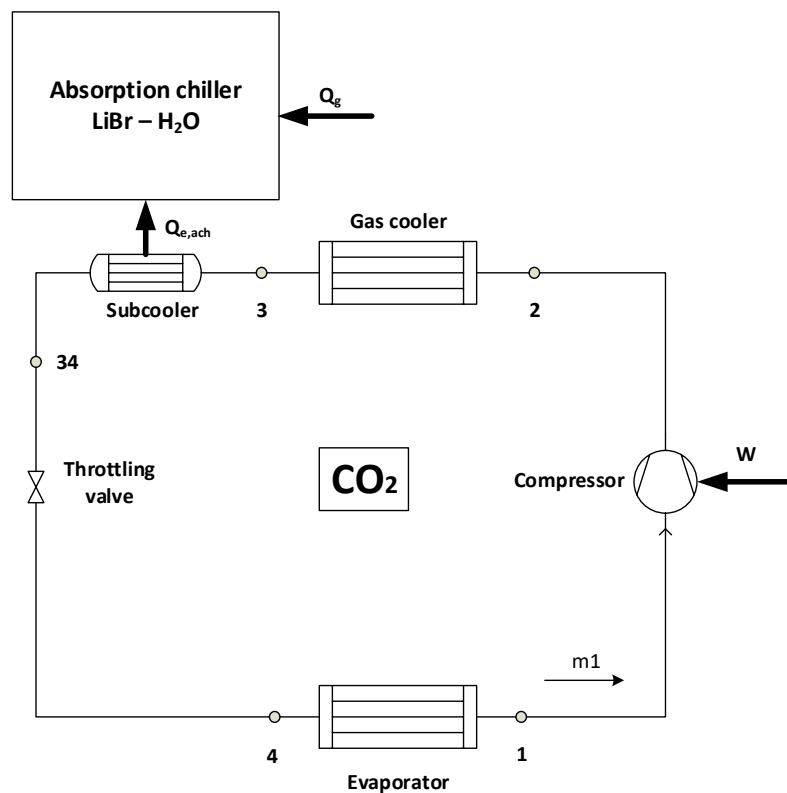 Absorption chiller
LiBr – H₂O
Qg
Qe,ach
Gas cooler
Subcooler
3
2
34
Throttling
valve
CO₂
Compressor
W
m1
4
1
Evaporator